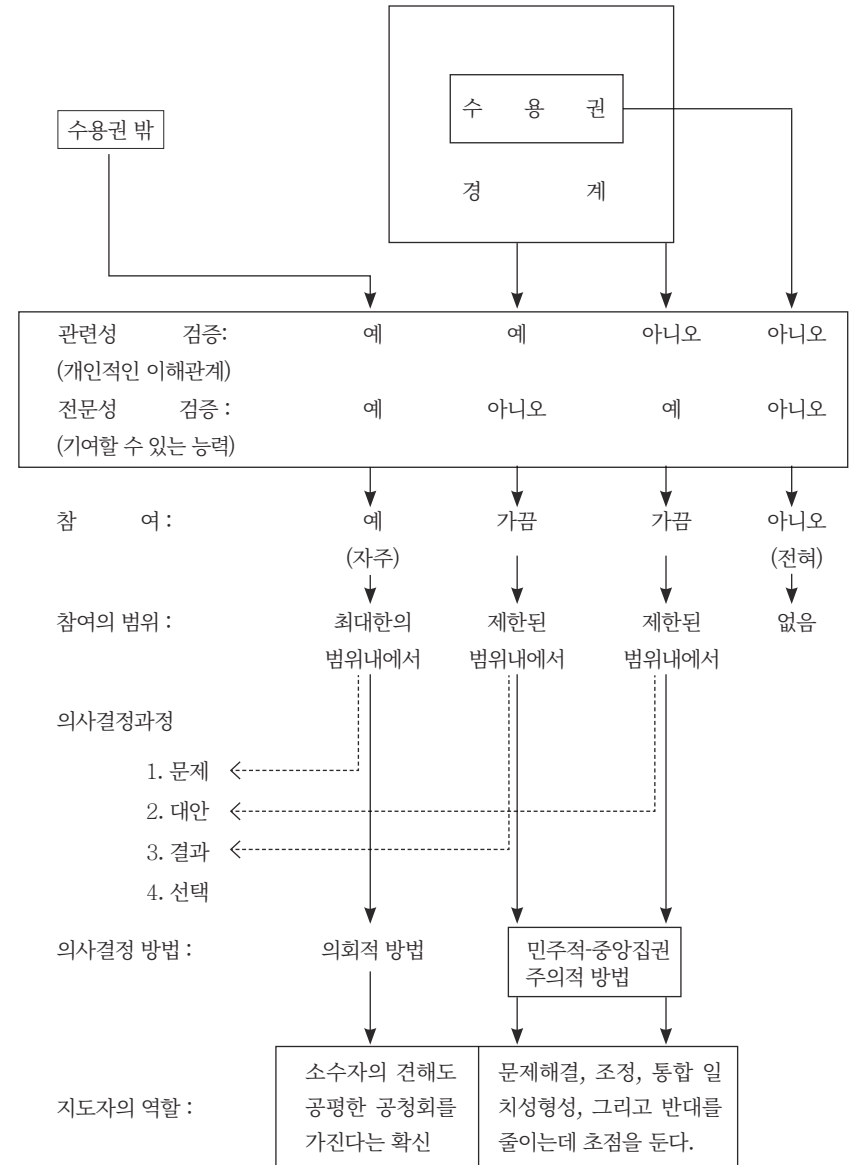 수 용 권
수용권 밖
경 계
관련성 검증: 예 예 아니오 아니오
(개인적인 이해관계)
전문성 검증 : 예 아니오 예 아니오
(기여할 수 있는 능력)
참 여 : 예 가끔 가끔 아니오
(자주) (전혀)
참여의 범위 : 최대한의 제한된 제한된 없음
범위내에서 범위내에서 범위내에서
의사결정과정
1. 문제
2. 대안
3. 결과
4. 선택
의사결정 방법 : 의회적 방법 민주적-중앙집권
주의적 방법
소수자의 견해도 문제해결, 조정, 통합 일
지도자의 역할 : 공평한 공청회를 치성형성, 그리고 반대를
가진다는 확신 줄이는데 초점을 둔다.